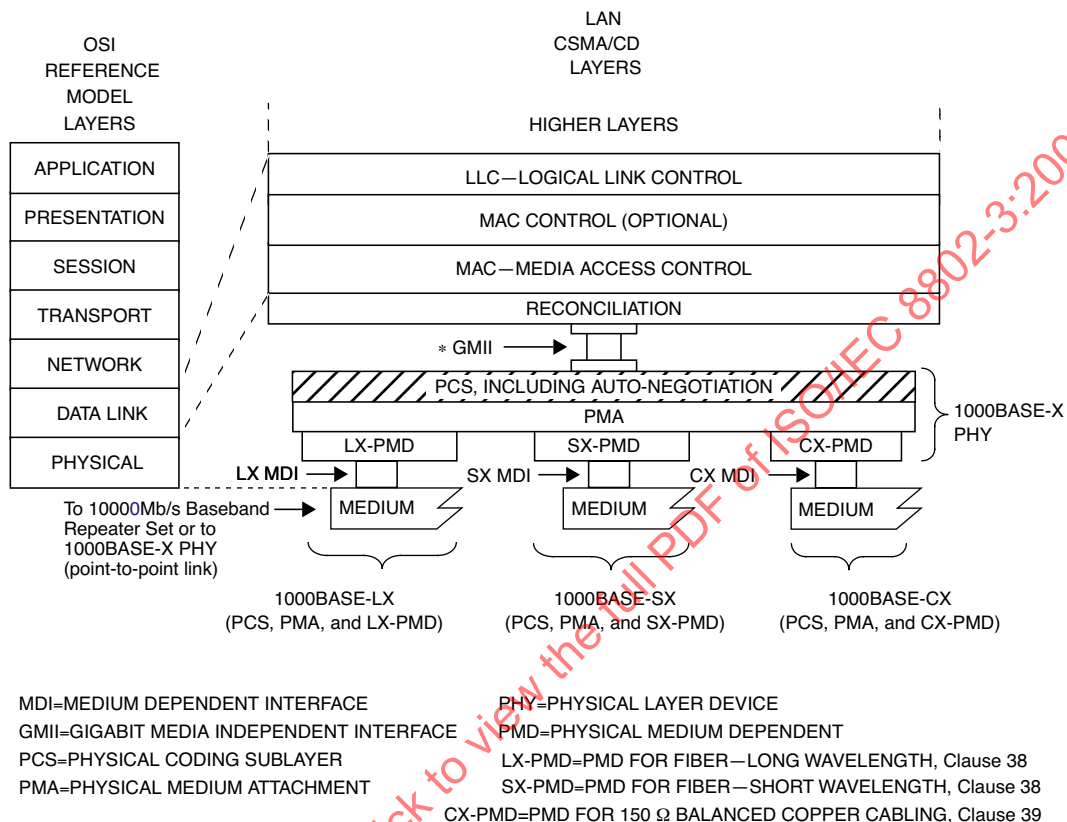 OSI
REFERENCE
MODEL
LAYERS
APPLICATION
PRESENTATION
SESSION
TRANSPORT
NETWORK
DATA LINK
PHYSICAL
LAN
CSMA/CD
LAYERS
HIGHER LAYERS
LLC—LOGICAL LINK CONTROL
MAC CONTROL (OPTIONAL)
MAC—MEDIA ACCESS CONTROL
RECONCILIATION
* GMII
PCS, INCLUDING AUTO-NEGOTIATION
PMA
LX-PMD
SX-PMD
CX-PMD
1000BASE-X
PHY
LX MDI
SX MDI
CX MDI
MEDIUM
MEDIUM
MEDIUM
To 10000Mb/s Baseband
Repeater Set or to
1000BASE-X PHY
(point-to-point link)
1000BASE-LX
(PCS, PMA, and LX-PMD)
1000BASE-SX
(PCS, PMA, and SX-PMD)
1000BASE-CX
(PCS, PMA, and CX-PMD)
MDI=MEDIUM DEPENDENT INTERFACE
GMII=GIGABIT MEDIA INDEPENDENT INTERFACE
PCS=PHYSICAL CODING SUBLAYER
PMA=PHYSICAL MEDIUM ATTACHMENT
PHY=PHYSICAL LAYER DEVICE
PMD=PHYSICAL MEDIUM DEPENDENT
LX-PMD=PMD FOR FIBER—LONG WAVELENGTH, Clause 38
SX-PMD=PMD FOR FIBER—SHORT WAVELENGTH, Clause 38
CX-PMD=PMD FOR 150 Ω BALANCED COPPER CABLING, Clause 39
to view the full PDF of ISO/IEC 8802-3:200